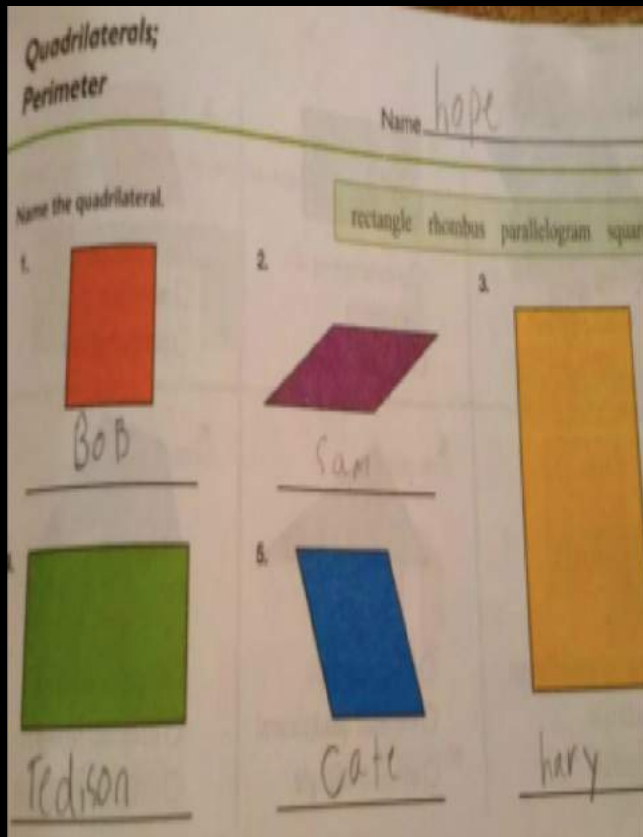 Quadrilaterals;
Perimeter
Name hope
Name the quadrilateral.
rectangle rhombus parallelogram squar
1.
2.
3.
BoB
Sam
5.
Tedison
Cate
hary